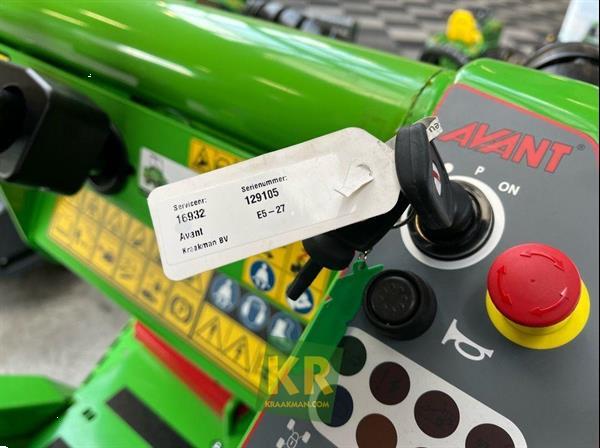 Servicenr:
16932
Avant
Kraakman BV
Serienummer:
129105
E5-27
AVANT
P
ON
KR
KRAAKMAN.COM